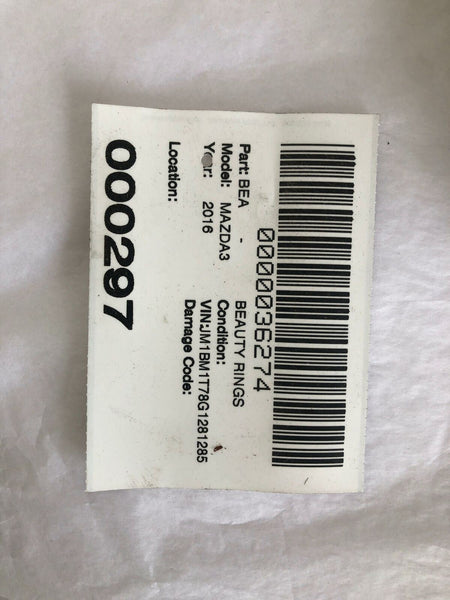 0000036274
Part: BEA - BEAUTY RINGS
Model: MAZDA3 Condition:
Year: 2016 VIN:JM1BM1T78G1281285
Damage Code:
Location:
000297